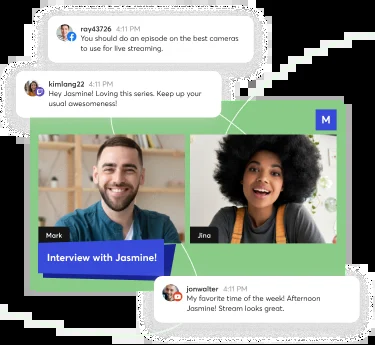 ray43726 4:11 PM
You should do an episode on the best cameras
to use for live streaming.
kimlang22 4:11 PM
Hey Jasmine! Loving this series. Keep up your
usual awesomeness!
M
Mark
Jina
Interview with Jasmine!
jonwolter 4:11 PM
My favorite time of the week! Afternoon
Jasmine! Stream looks great.